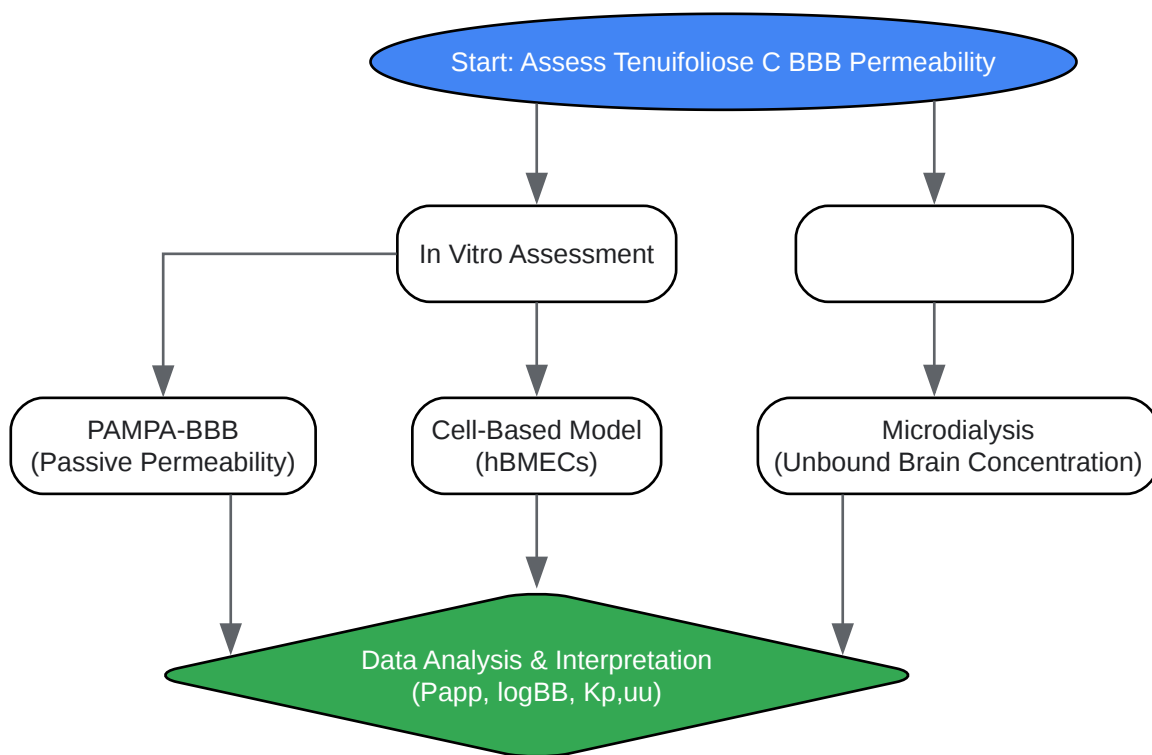 Start: Assess Tenuifoliose C BBB Permeability
In Vitro Assessment
PAMPA-BBB
(Passive Permeability)
Cell-Based Model
(hBMECs)
Microdialysis
(Unbound Brain Concentration)
Data Analysis & Interpretation
(Papp, logBB, Kp,uu)